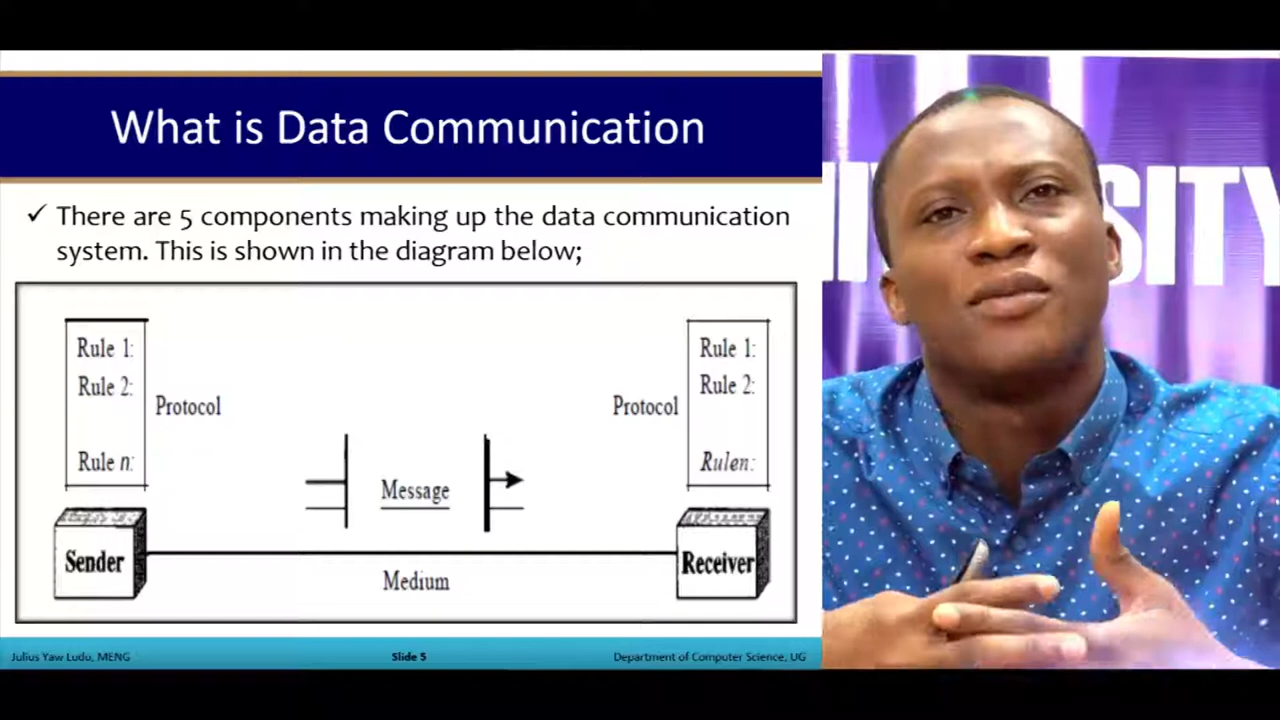 What is Data Communication
✓ There are 5 components making up the data communication
system. This is shown in the diagram below;
Rule 1:
Rule 2:
Rule n:
Protocol
Message
Protocol
Rule 1:
Rule 2:
Rulen:
Sender
Medium
Receiver
Julius Yaw Ludo, MENG
Slide 5
Department of Computer Science, UG
SITY